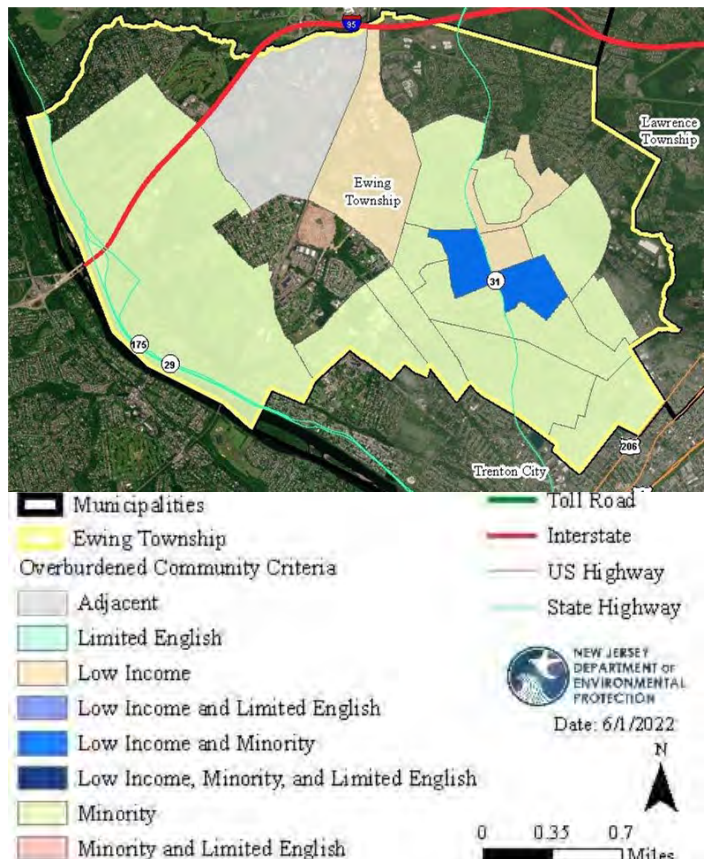 95
Lawrence
Township
Ewing
Township
31
175
29
206
Trenton City
Municipalities
Ewing Township
Overburdened Community Criteria
Adjacent
Limited English
Low Income
Low Income and Limited English
Low Income and Minority
Low Income, Minority, and Limited English
Minority
Minority and Limited English
Toll Road
Interstate
US Highway
State Highway
NEW JERSEY
DEPARTMENT OF
ENVIRONMENTAL
PROTECTION
Date: 6/1/2022
N
0 0.35 0.7
Miles